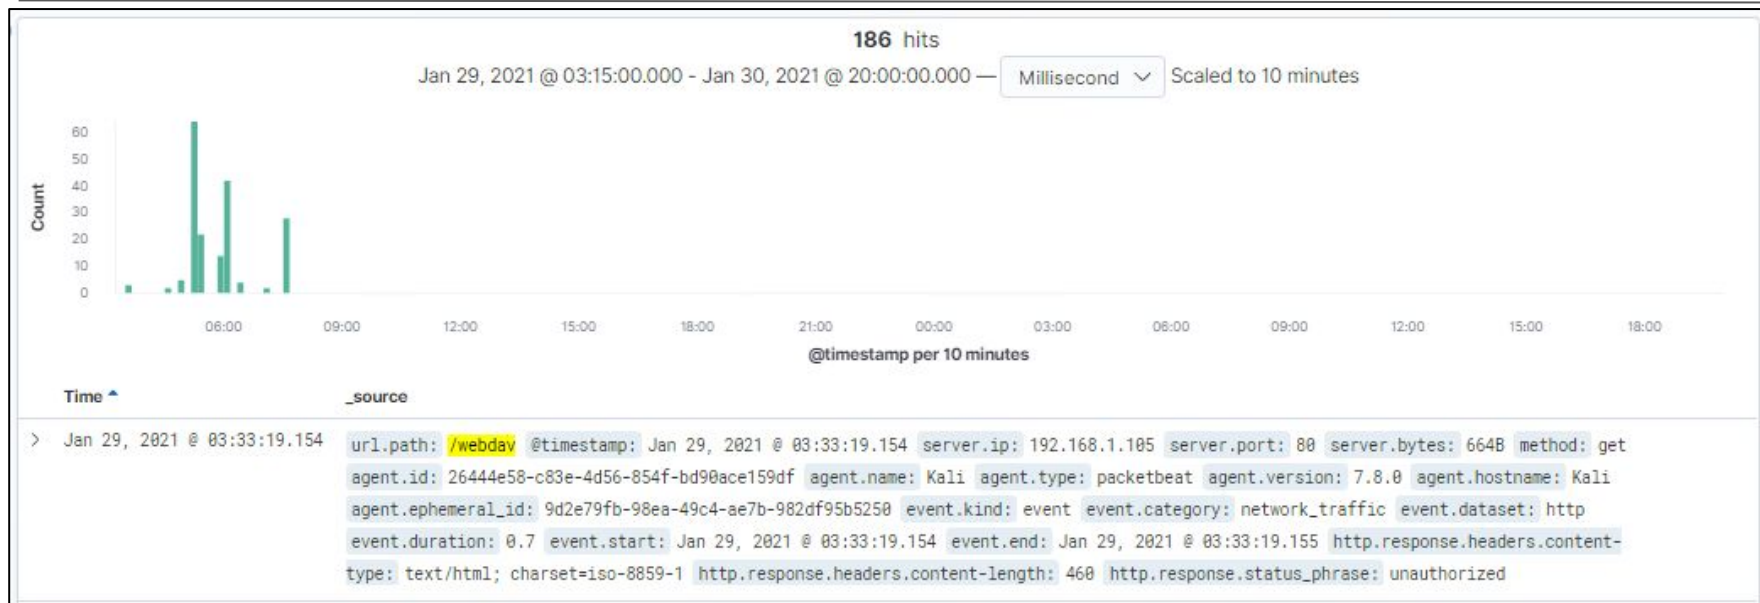 186 hits
Jan 29, 2021 @ 03:15:00.000 - Jan 30, 2021 @ 20:00:00.000 — Millisecond Scaled to 10 minutes
60
50
40
30
20
10
0
Count
06:00 09:00 12:00 15:00 18:00 21:00 00:00 03:00 06:00 09:00 12:00 15:00 18:00
@timestamp per 10 minutes
Time _source
Jan 29, 2021 @ 03:33:19.154 url.path: /webdav @timestamp: Jan 29, 2021 @ 03:33:19.154 server.ip: 192.168.1.105 server.port: 80 server.bytes: 664B method: get
agent.id: 26444e58-c83e-4d56-854f-bd90ace159df agent.name: Kali agent.type: packetbeat agent.version: 7.8.0 agent.hostname: Kali
agent.ephemeral_id: 9d2e79fb-98ea-49c4-ae7b-982df95b5250 event.kind: event event.category: network_traffic event.dataset: http
event.duration: 0.7 event.start: Jan 29, 2021 @ 03:33:19.154 event.end: Jan 29, 2021 @ 03:33:19.155 http.response.headers.content-
type: text/html; charset=iso-8859-1 http.response.headers.content-length: 460 http.response.status_phrase: unauthorized